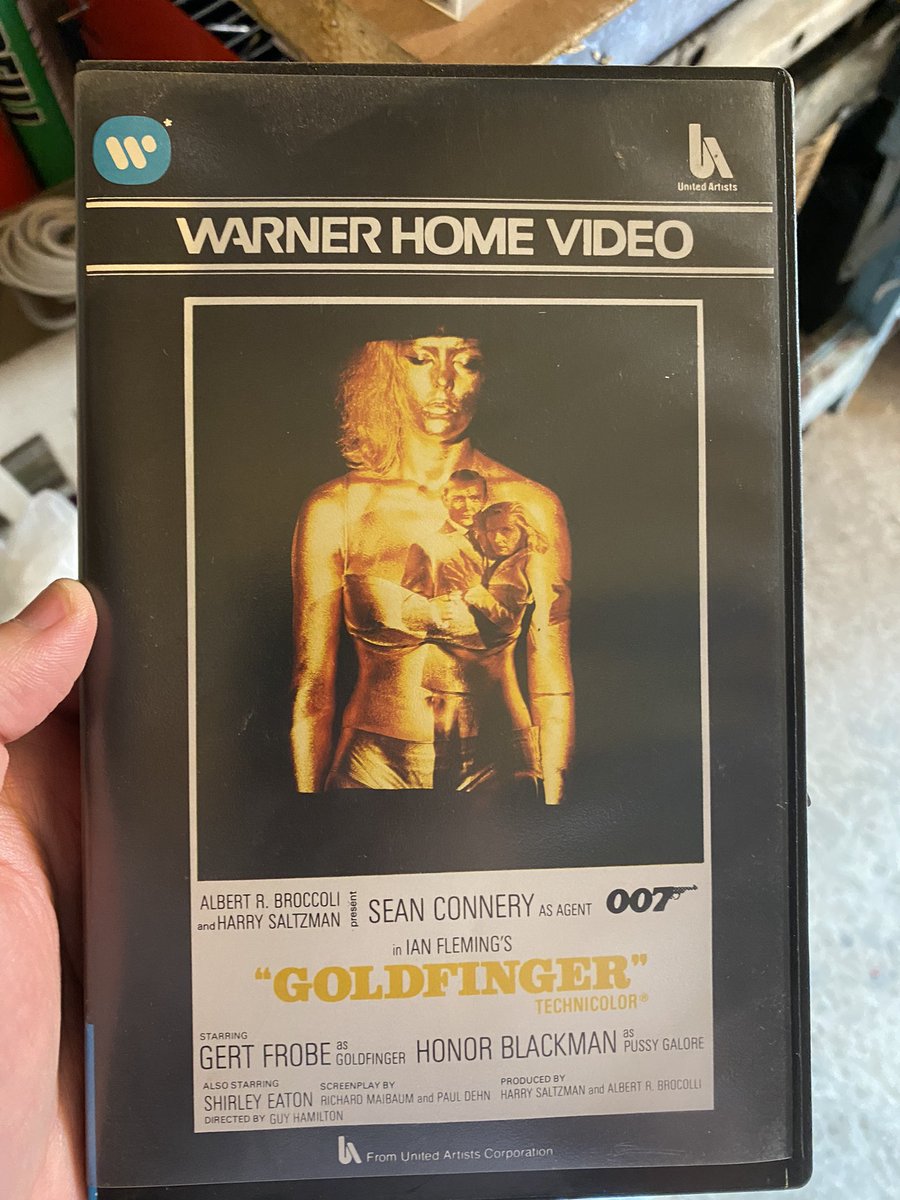 United Artists
WARNER HOME VIDEO
ALBERT R. BROCCOLI
and HARRY SALTZMAN
present
SEAN CONNERY AS AGENT 007
in IAN FLEMING'S
"GOLDFINGER"
TECHNICOLOR®
STARRING
GERT FROBE as GOLDFINGER HONOR BLACKMAN as PUSSY GALORE
ALSO STARRING
SHIRLEY EATON
SCREENPLAY BY
RICHARD MAIBAUM and PAUL DEHN
PRODUCED BY
HARRY SALTZMAN and ALBERT R. BROCOLLI
DIRECTED BY GUY HAMILTON
From United Artists Corporation